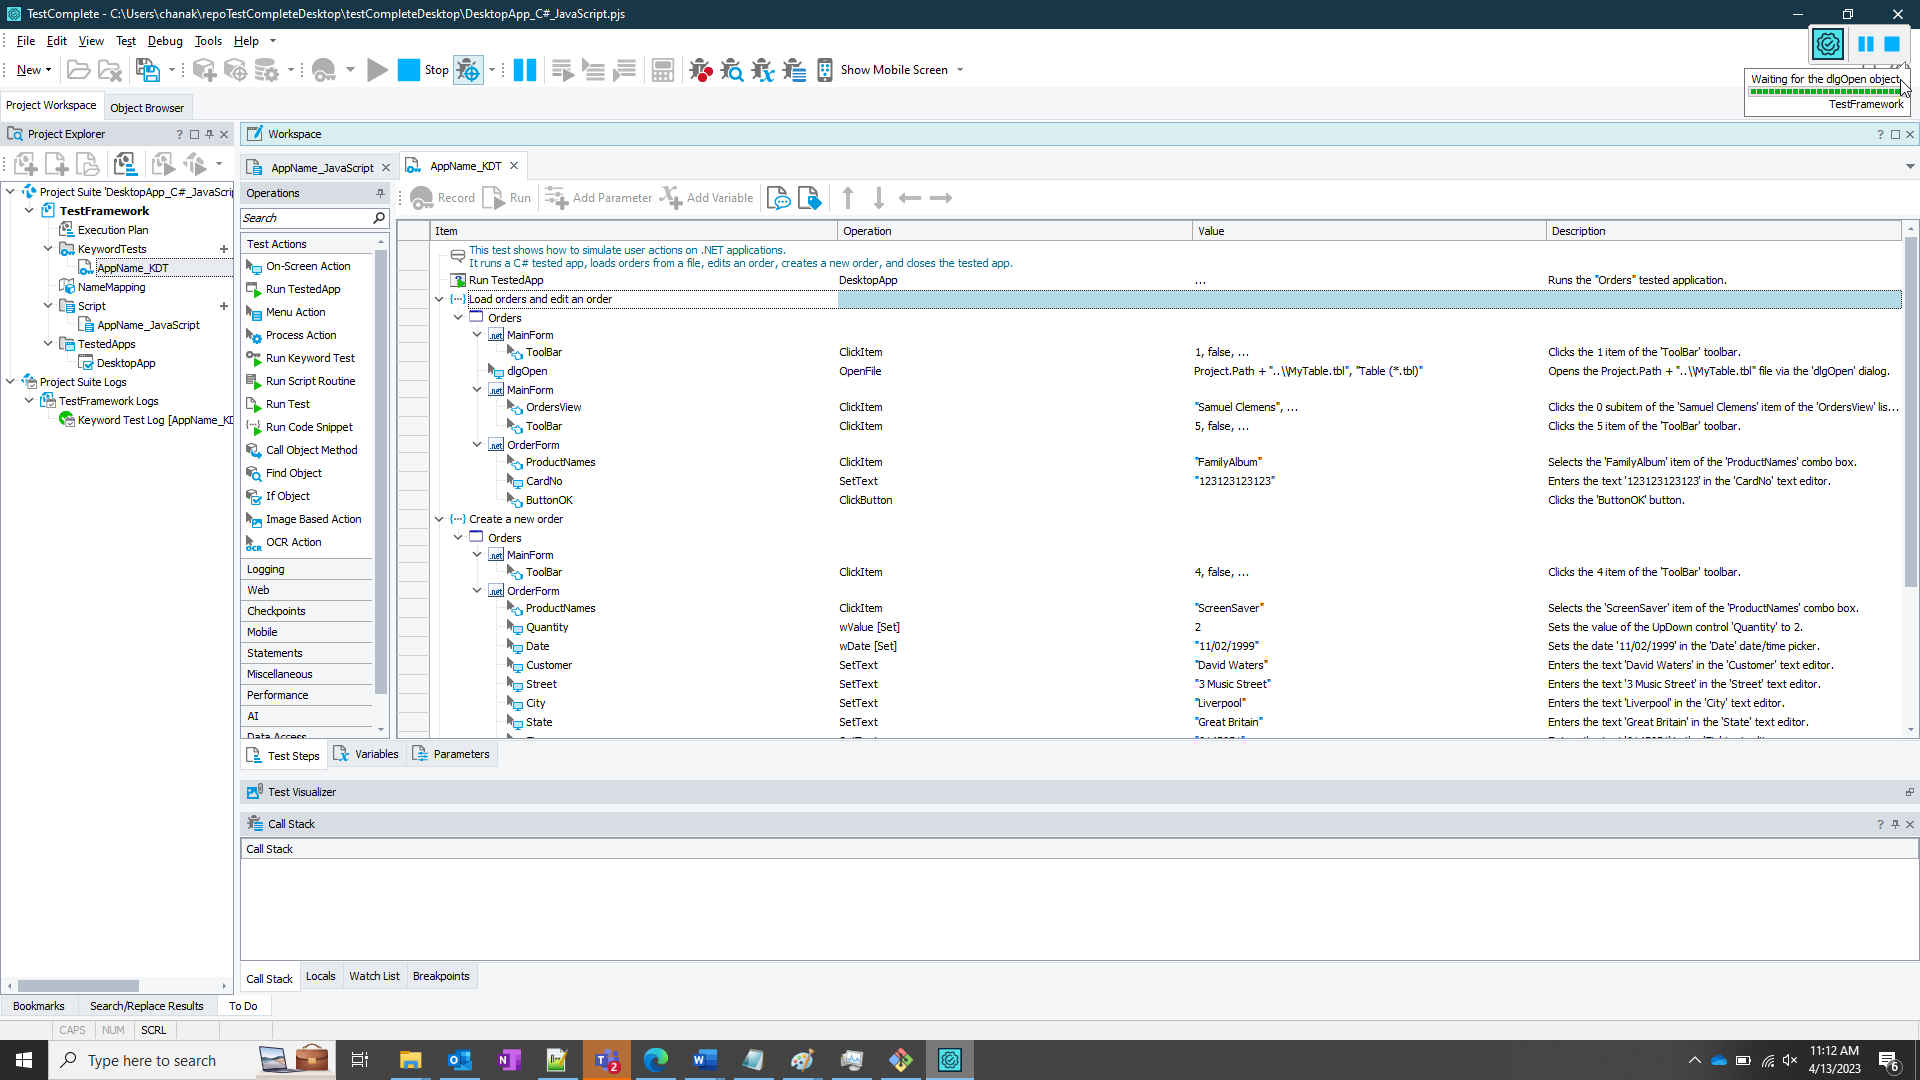 TestComplete - C:\Users\chanak\repoTestCompleteDesktop\testCompleteDesktop\DesktopApp_C#_JavaScript.pjs
File Edit View Test Debug Tools Help
New Stop Show Mobile Screen
Waiting for the dlgOpen object
TestFramework
Project Workspace Object Browser
Project Explorer
Project Suite 'DesktopApp_C#_JavaScri
TestFramework
Execution Plan
KeywordTests
AppName_KDT
NameMapping
Script
AppName_JavaScript
TestedApps
DesktopApp
Project Suite Logs
TestFramework Logs
Keyword Test Log [AppName_KD
Workspace
AppName_JavaScript AppName_KDT
Operations
Search
Test Actions
On-Screen Action
Run TestedApp
Menu Action
Process Action
Run Keyword Test
Run Script Routine
Run Test
Run Code Snippet
Call Object Method
Find Object
If Object
Image Based Action
OCR Action
Logging
Web
Checkpoints
Mobile
Statements
Miscellaneous
Performance
AI
Data Access
Record Run Add Parameter Add Variable
Item Operation Value Description
This test shows how to simulate user actions on .NET applications.
It runs a C# tested app, loads orders from a file, edits an order, creates a new order, and closes the tested app.
Run TestedApp DesktopApp ... Runs the "Orders" tested application.
Load orders and edit an order
Orders
MainForm
ToolBar ClickItem 1, false, ... Clicks the 1 item of the 'ToolBar' toolbar.
dlgOpen OpenFile Project.Path + "..\\MyTable.tbl", "Table (*.tbl)" Opens the Project.Path + "..\\MyTable.tbl" file via the 'dlgOpen' dialog.
MainForm
OrdersView ClickItem "Samuel Clemens", ... Clicks the 0 subitem of the 'Samuel Clemens' item of the 'OrdersView' lis...
ToolBar ClickItem 5, false, ... Clicks the 5 item of the 'ToolBar' toolbar.
OrderForm
ProductNames ClickItem "FamilyAlbum" Selects the 'FamilyAlbum' item of the 'ProductNames' combo box.
CardNo SetText "123123123123" Enters the text '123123123123' in the 'CardNo' text editor.
ButtonOK ClickButton Clicks the 'ButtonOK' button.
Create a new order
Orders
MainForm
ToolBar ClickItem 4, false, ... Clicks the 4 item of the 'ToolBar' toolbar.
OrderForm
ProductNames ClickItem "ScreenSaver" Selects the 'ScreenSaver' item of the 'ProductNames' combo box.
Quantity wValue [Set] 2 Sets the value of the UpDown control 'Quantity' to 2.
Date wDate [Set] "11/02/1999" Sets the date '11/02/1999' in the 'Date' date/time picker.
Customer SetText "David Waters" Enters the text 'David Waters' in the 'Customer' text editor.
Street SetText "3 Music Street" Enters the text '3 Music Street' in the 'Street' text editor.
City SetText "Liverpool" Enters the text 'Liverpool' in the 'City' text editor.
State SetText "Great Britain" Enters the text 'Great Britain' in the 'State' text editor.
Test Steps Variables Parameters
Test Visualizer
Call Stack
Call Stack
Call Stack Locals Watch List Breakpoints
Bookmarks Search/Replace Results To Do
CAPS NUM SCRL
Type here to search
11:12 AM
4/13/2023